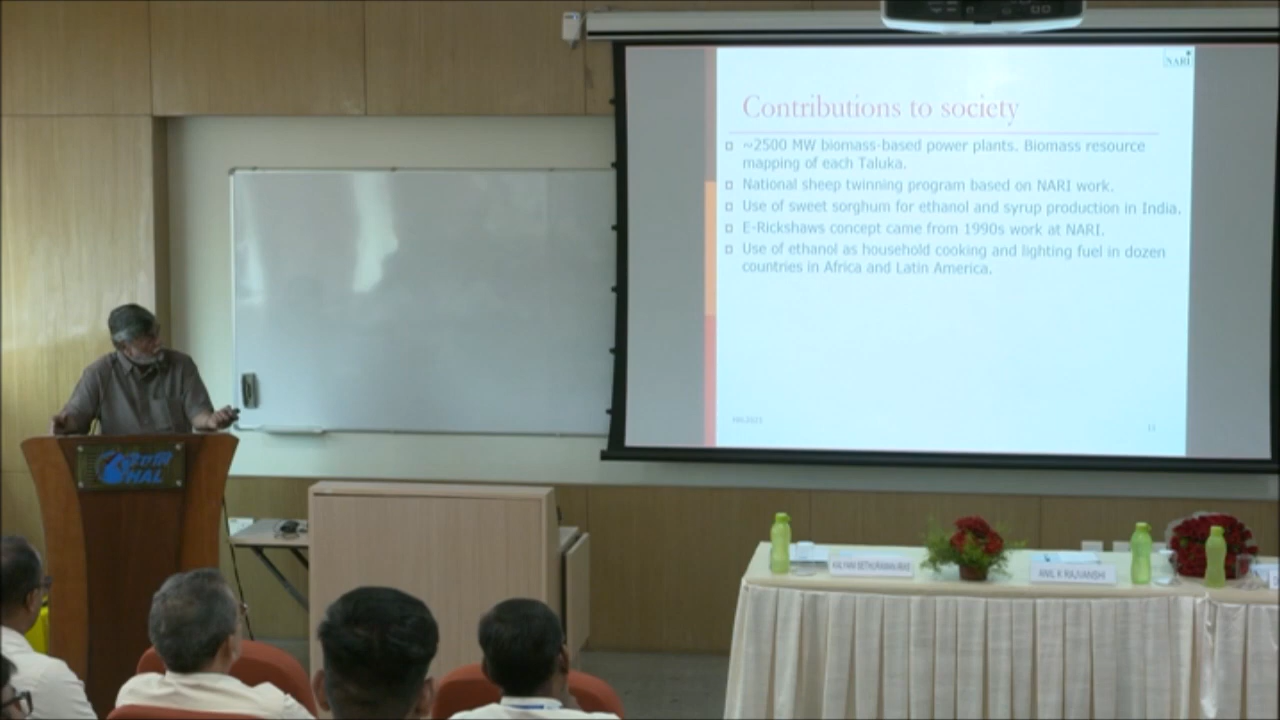 NARI
Contributions to society
~2500 MW biomass-based power plants. Biomass resource
mapping of each Taluka.
National sheep twinning program based on NARI work.
Use of sweet sorghum for ethanol and syrup production in India.
E-Rickshaws concept came from 1990s work at NARI.
Use of ethanol as household cooking and lighting fuel in dozen
countries in Africa and Latin America.
11
HAL
ANIL K RAJVANSHI